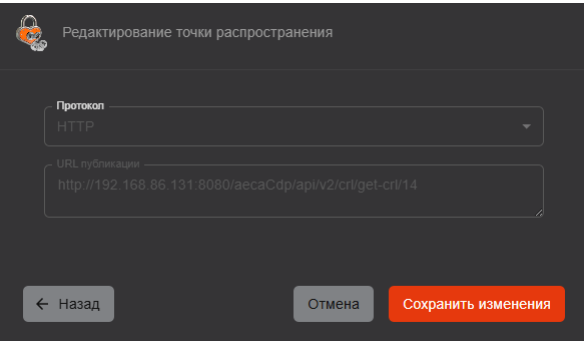 Редактирование точки распространения
Протокол
HTTP
URL публикации
http://192.168.86.131:8080/aecaCdp/api/v2/crl/get-crl/14
Назад
Отмена
Сохранить изменения